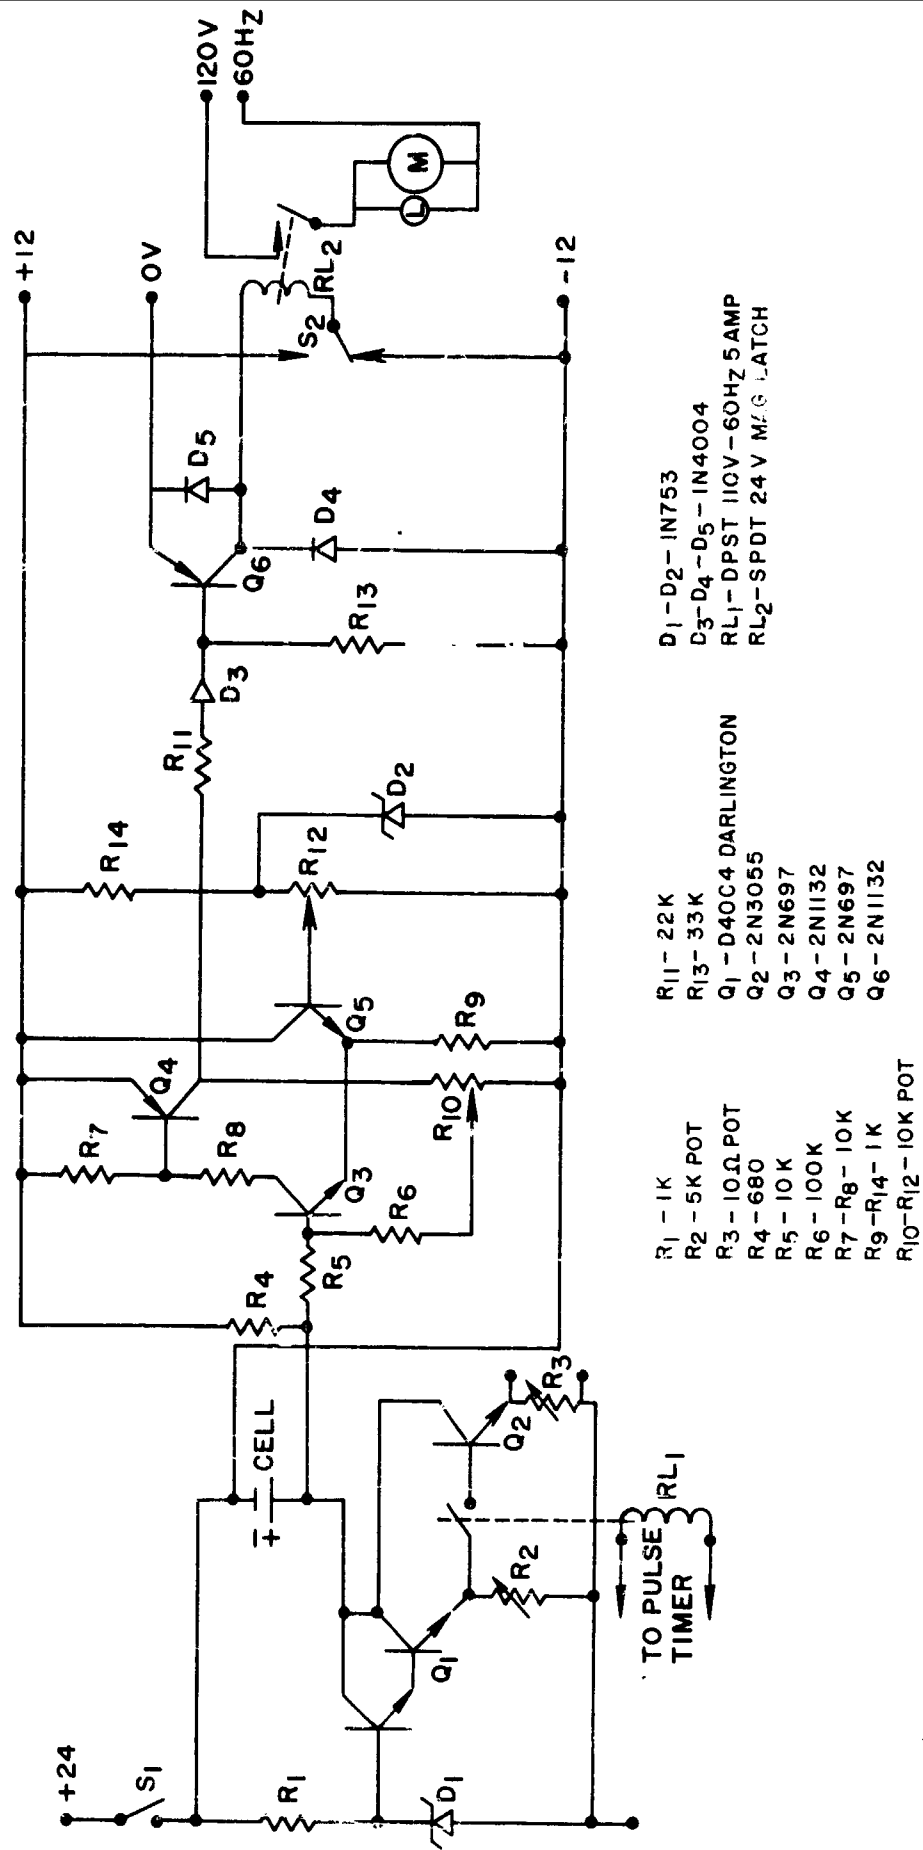 +24
S1
R1
D1
− +
CELL
Q1
R2
Q2
R3
RL1
TO PULSE
TIMER
R4
R5
R6
Q3
R7
R8
Q4
Q5
R9
R10
R14
R12
D2
R11
D3
R13
Q6
D4
D5
S2
RL2
+12
0V
-12
L
M
120V
60HZ
R1 - 1K
R2 - 5K POT
R3 - 10Ω POT
R4 - 680
R5 - 10K
R6 - 100K
R7 - R8 - 10K
R9 - R14 - 1K
R10 - R12 - 10K POT
R11 - 22K
R13 - 33K
Q1 - D40C4 DARLINGTON
Q2 - 2N3055
Q3 - 2N697
Q4 - 2N1132
Q5 - 2N697
Q6 - 2N1132
D1 - D2 - 1N753
D3 - D4 - D5 - 1N4004
RL1 - DPST 110V - 60HZ 5 AMP
RL2 - SPDT 24V MAG LATCH